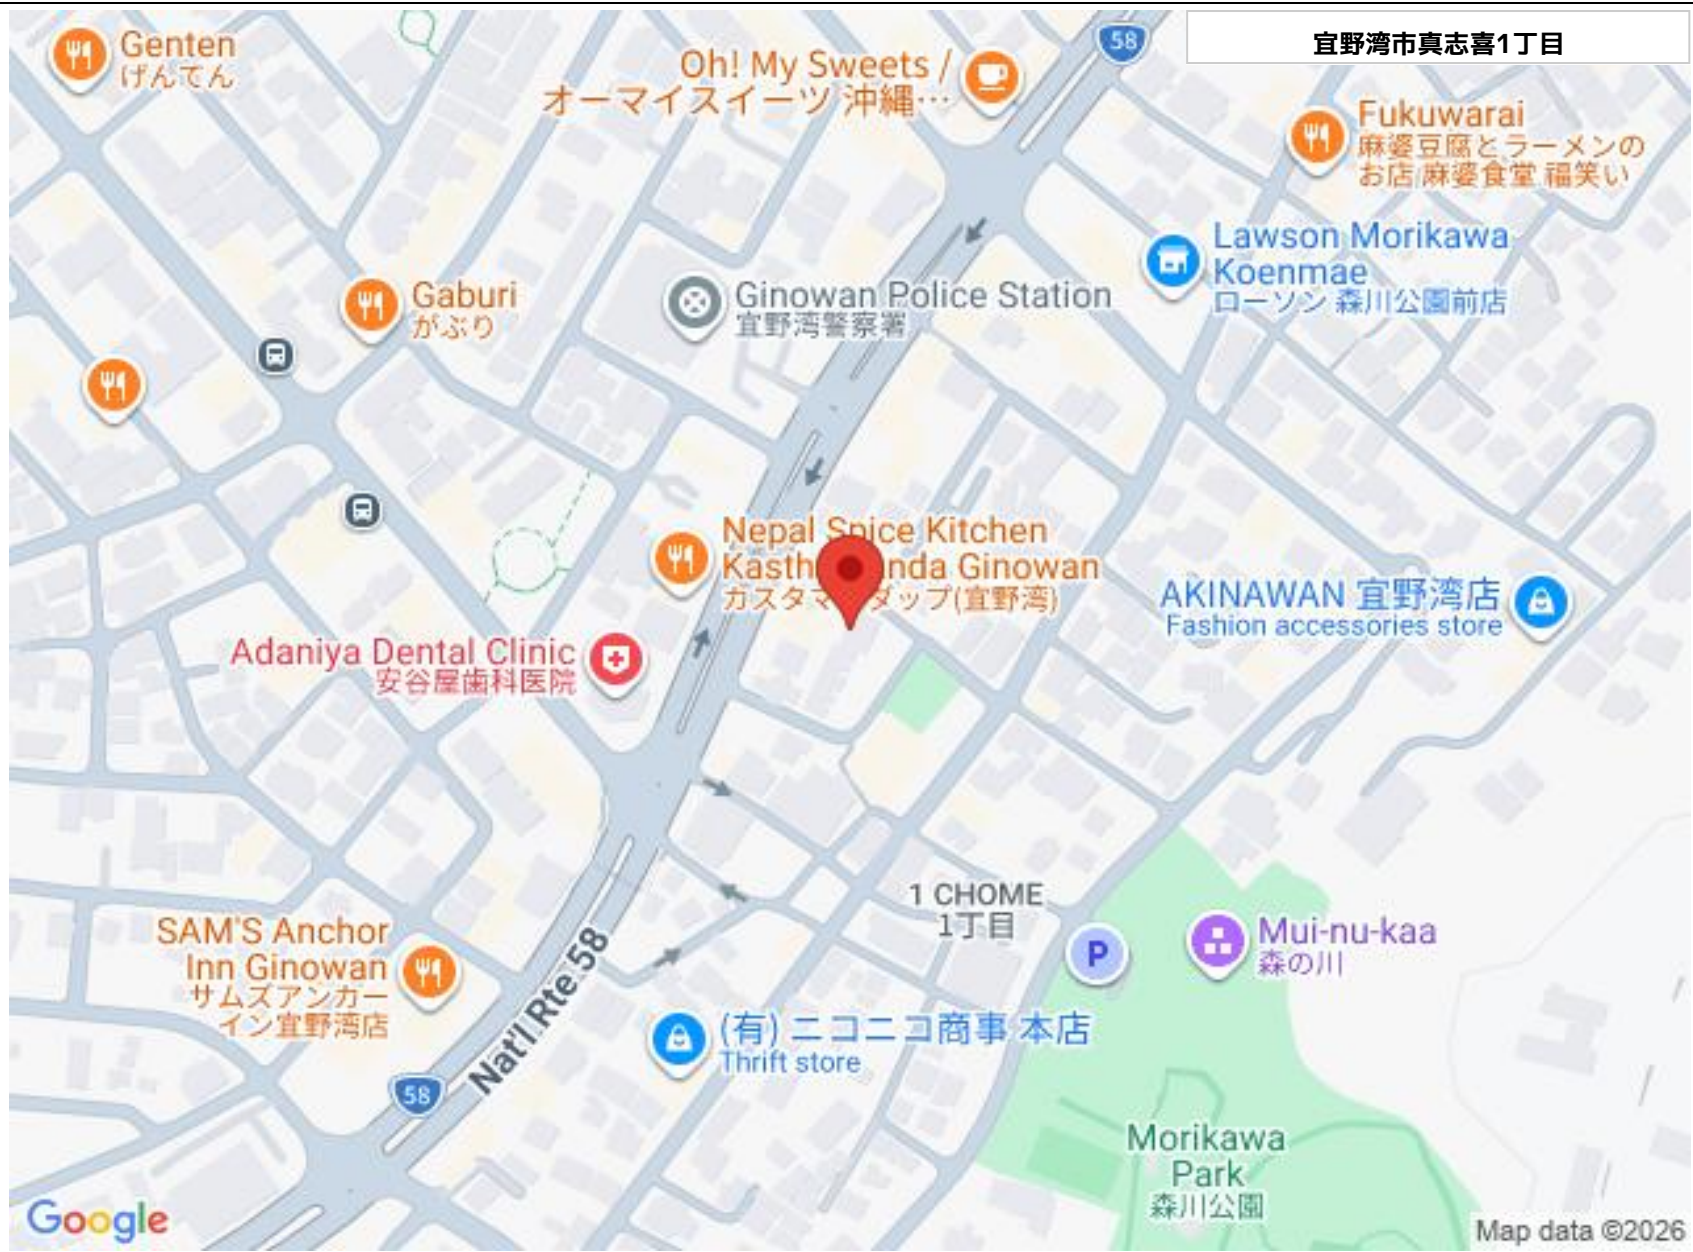 宜野湾市真志喜1丁目
58
Genten
げんてん
Oh! My Sweets /
オーマイスイーツ 沖縄…
Fukuwarai
麻婆豆腐とラーメンの
お店 麻婆食堂 福笑い
Lawson Morikawa
Koenmae
ローソン 森川公園前店
Gaburi
がぶり
Ginowan Police Station
宜野湾警察署
Nepal Spice Kitchen
Ginowan
(宜野湾)
AKINAWAN 宜野湾店
Fashion accessories store
Adaniya Dental Clinic
安谷屋歯科医院
1 CHOME
1丁目
P
Mui-nu-kaa
森の川
SAM'S Anchor
Inn Ginowan
サムズアンカー
イン宜野湾店
Nat'l Rte 58
(有) ニコニコ商事 本店
Thrift store
58
Morikawa
Park
森川公園
Google
Map data ©2026